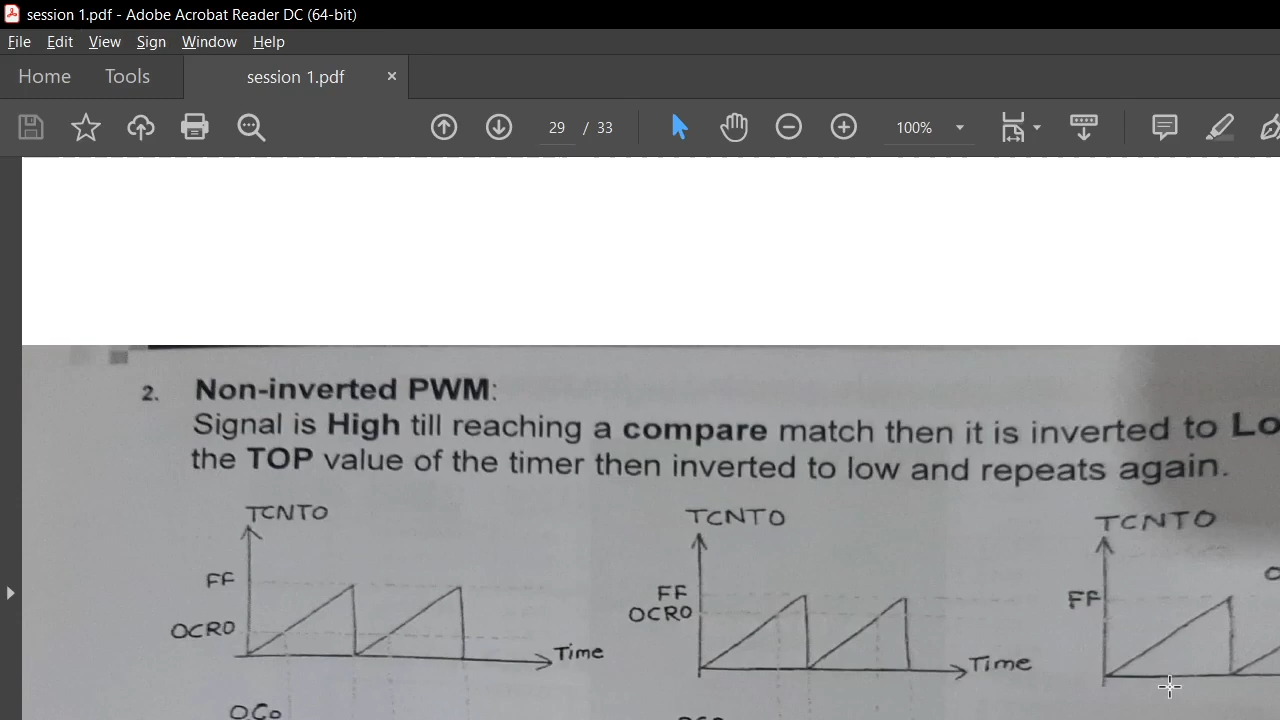 session 1.pdf - Adobe Acrobat Reader DC (64-bit)
File Edit View Sign Window Help
Home Tools session 1.pdf ×
29 / 33 100%
2. Non-inverted PWM:
Signal is High till reaching a compare match then it is inverted to Lo
the TOP value of the timer then inverted to low and repeats again.
TCNTO TCNTO TCNTO
FF FF FF
OCRO OCRO
Time Time
OCo